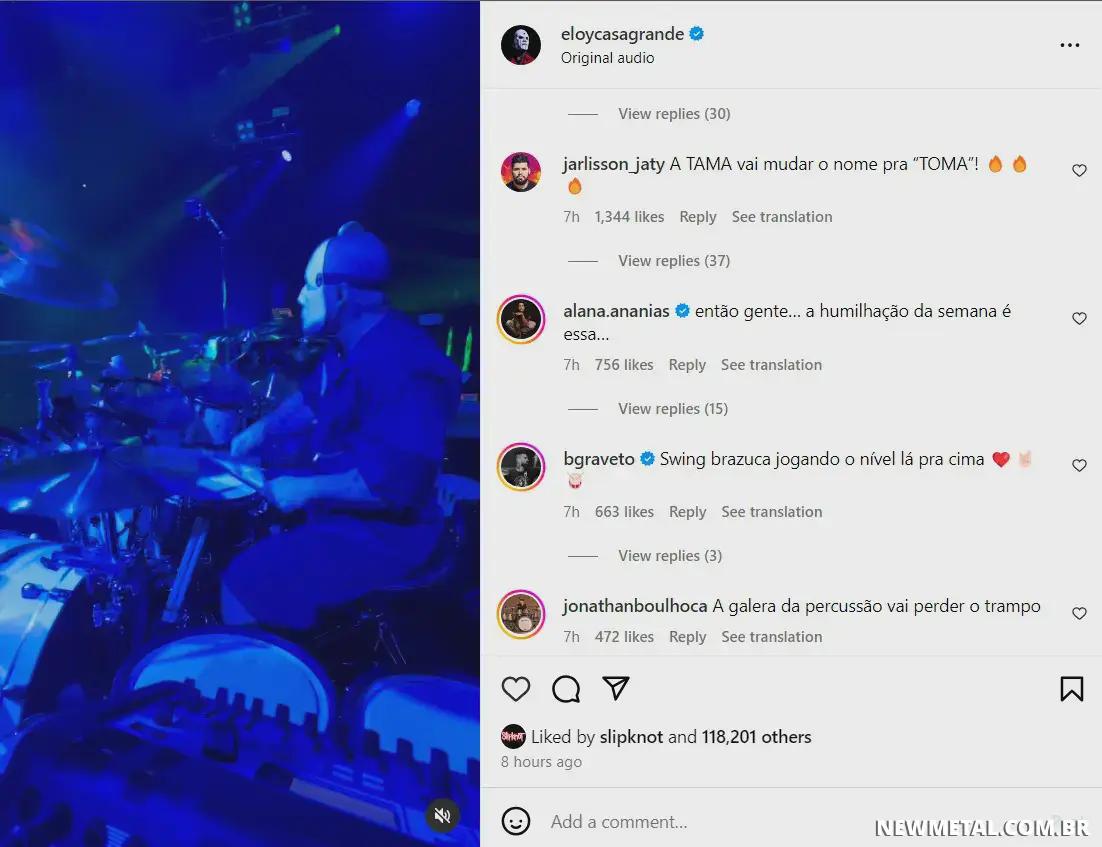 eloycasagrande
Original audio
View replies (30)
jarlisson_jaty A TAMA vai mudar o nome pra “TOMA”! 🔥 🔥
🔥
7h 1,344 likes Reply See translation
View replies (37)
alana.ananias então gente... a humilhação da semana é
essa...
7h 756 likes Reply See translation
View replies (15)
bgraveto Swing brazuca jogando o nível lá pra cima ❤️ 🤘🏻
🥁
7h 663 likes Reply See translation
View replies (3)
jonathanboulhoca A galera da percussão vai perder o trampo
7h 472 likes Reply See translation
Liked by slipknot and 118,201 others
8 hours ago
Add a comment...
NEWMETAL.COM.BR